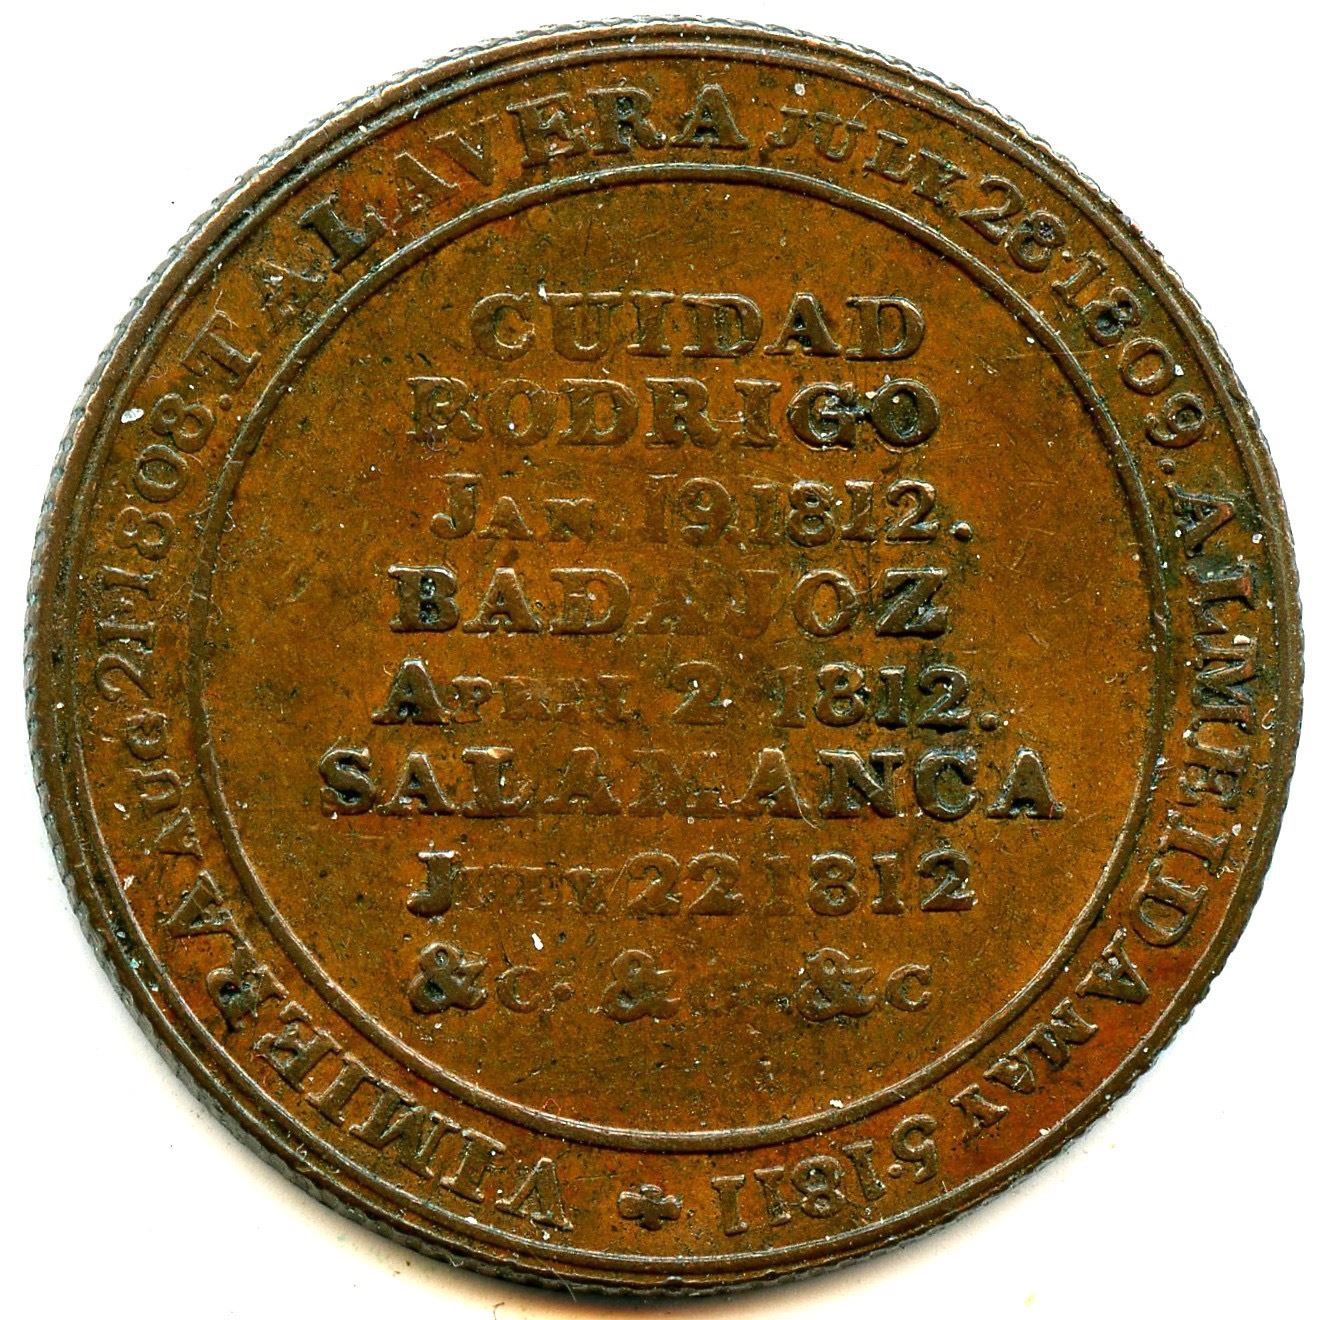 VIMIERA AUG 21·1808. TALAVERA JULY. 28·1809. ALMEIDA MAY 5·1811
CUIDAD
RODRIGO
JAN. 19 1812.
BADAJOZ
APRIL 2 1812.
SALAMANCA
JULY 22 1812
&C. &C. &C